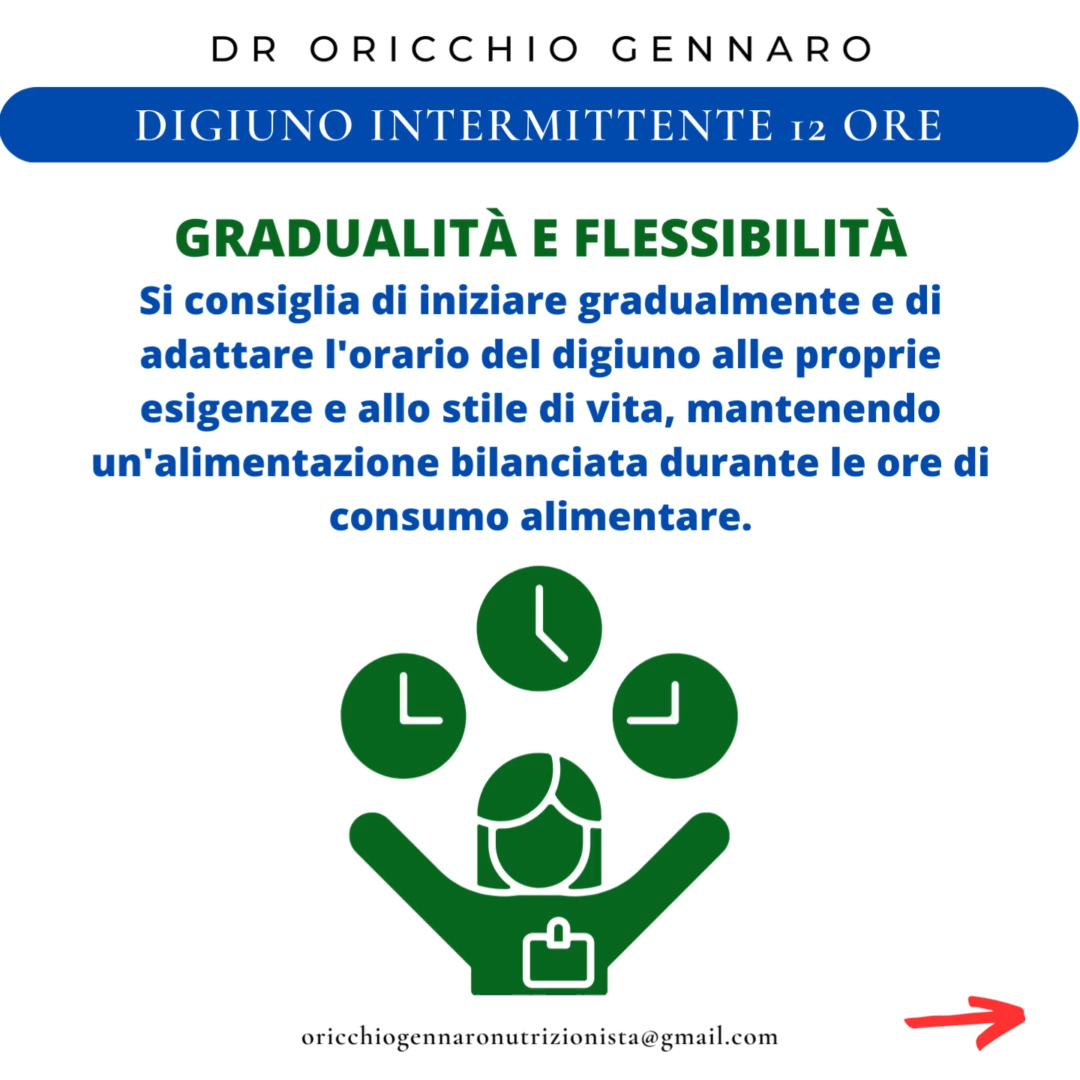 DR ORICCHIO GENNARO
DIGIUNO INTERMITTENTE 12 ORE
GRADUALITÀ E FLESSIBILITÀ
Si consiglia di iniziare gradualmente e di
adattare l'orario del digiuno alle proprie
esigenze e allo stile di vita, mantenendo
un'alimentazione bilanciata durante le ore di
consumo alimentare.
oricchiogennaronutrizionista@gmail.com